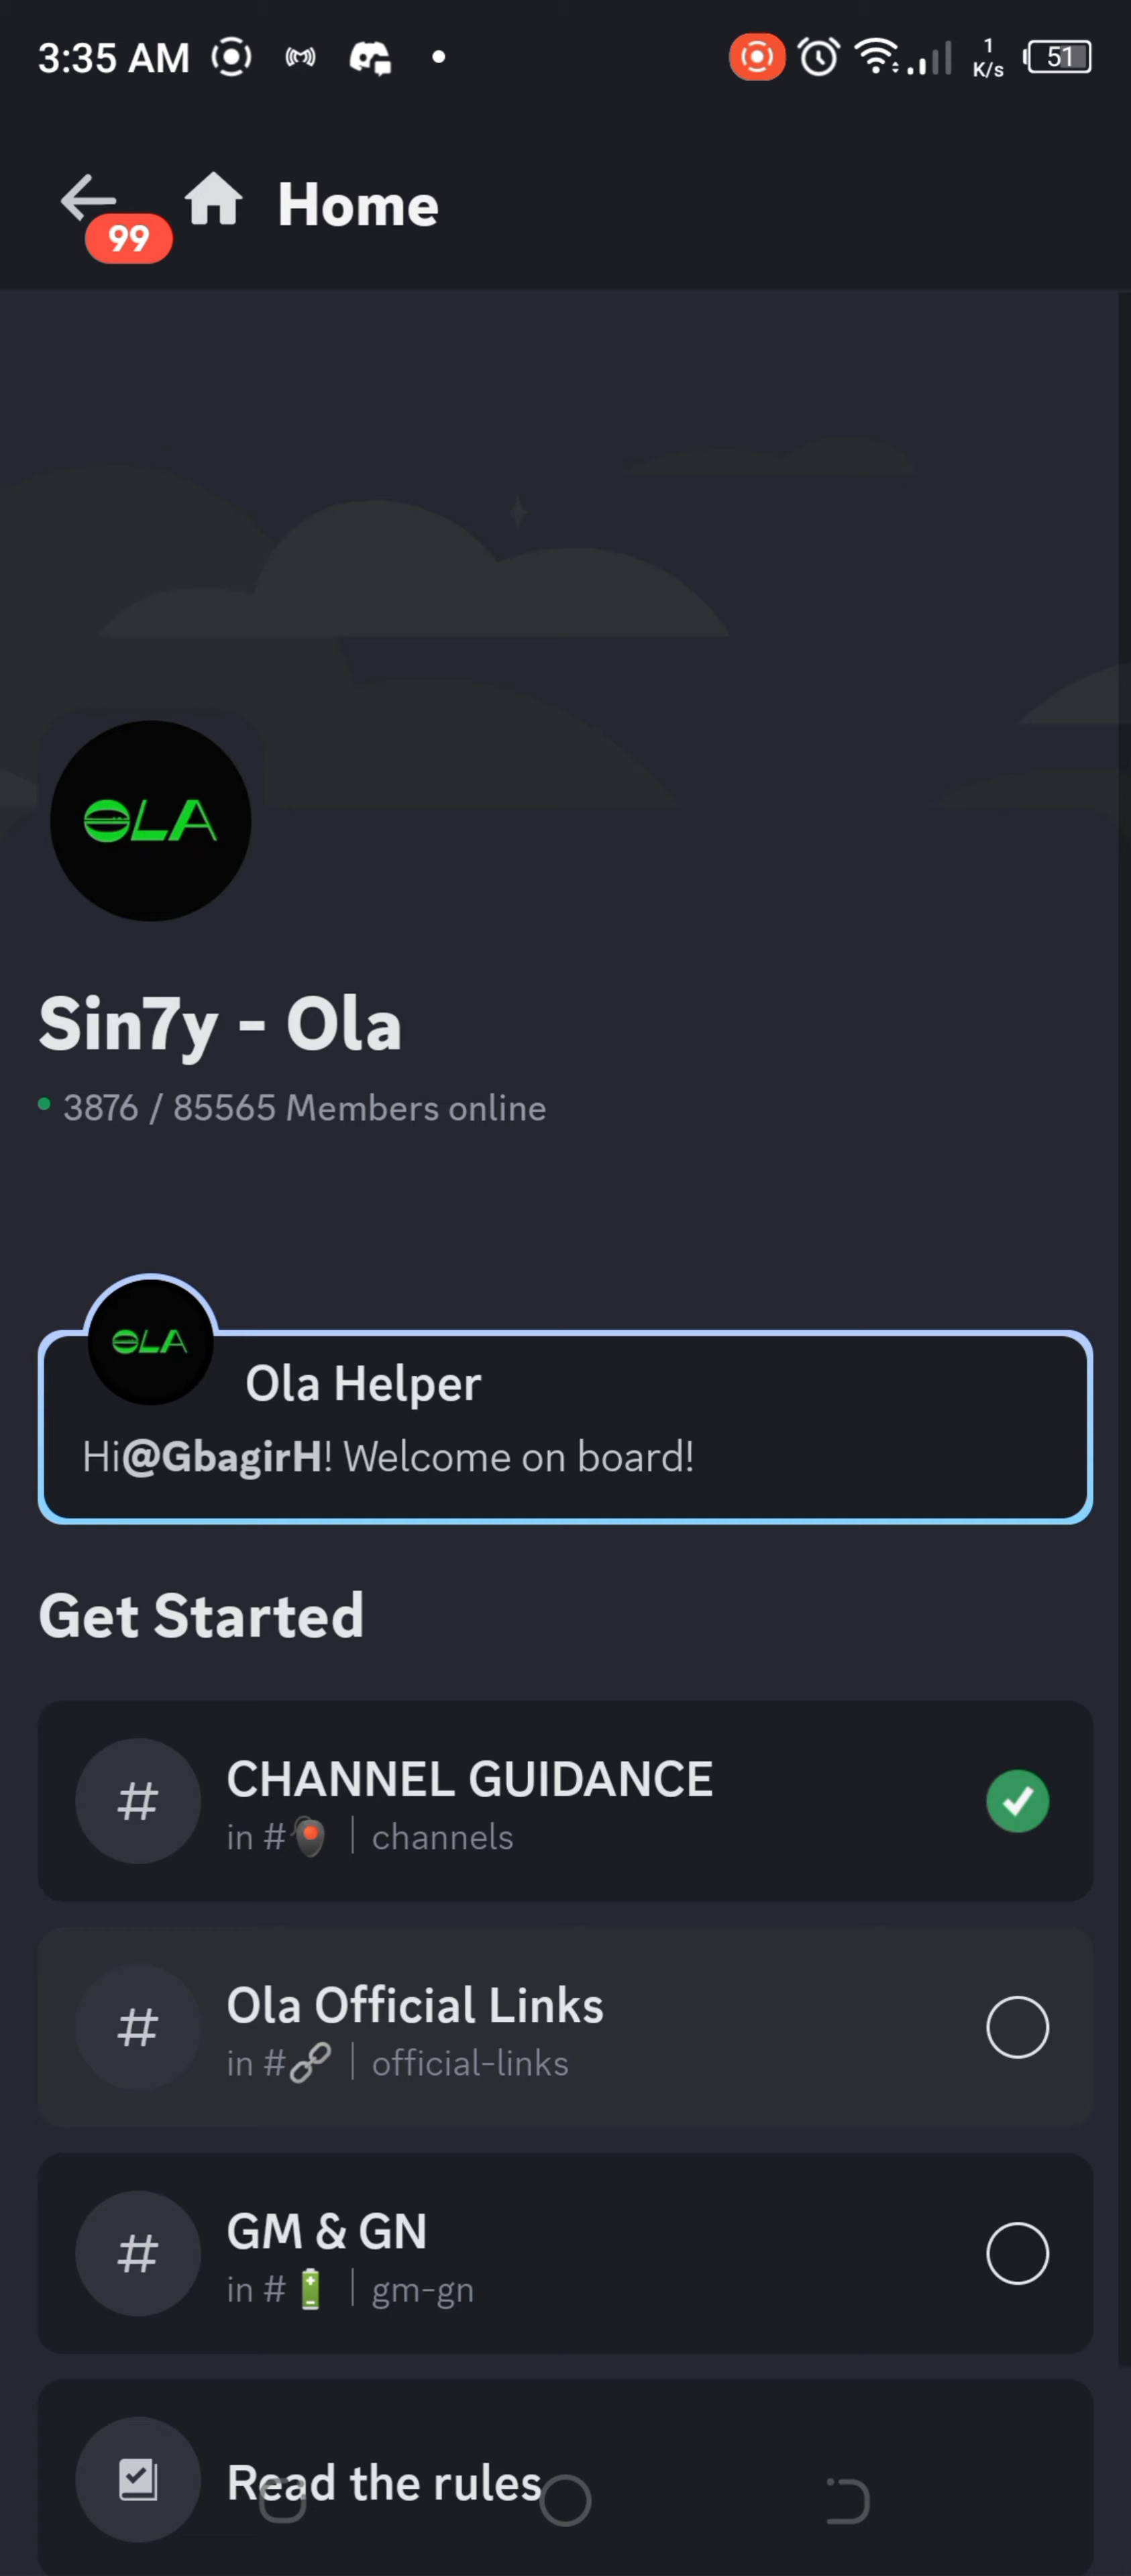 3:35 AM
1
K/s
51
99
Home
OLA
Sin7y - Ola
3876 / 85565 Members online
OLA
Ola Helper
Hi@GbagirH! Welcome on board!
Get Started
CHANNEL GUIDANCE
in # | channels
Ola Official Links
in #🔗 | official-links
GM & GN
in #🔋 | gm-gn
Read the rules